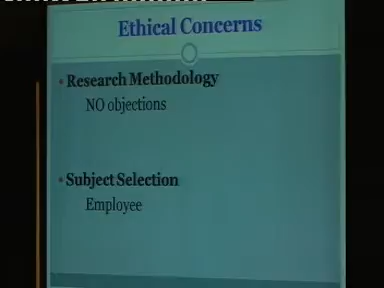 Ethical Concerns
• Research Methodology
NO objections
• Subject Selection
Employee